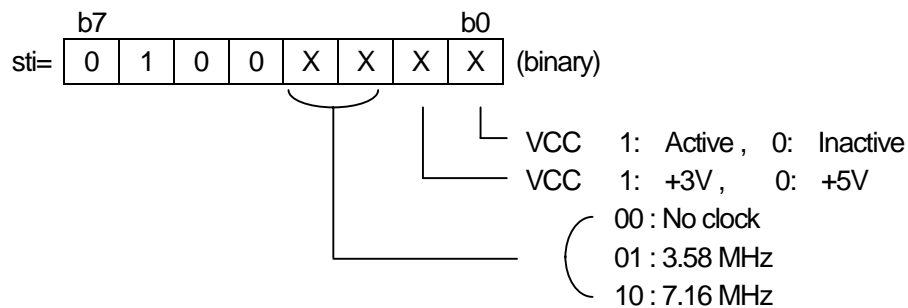 b7 b0
sti= 0 1 0 0 X X X X (binary)
VCC 1: Active , 0: Inactive
VCC 1: +3V , 0: +5V
00 : No clock
01 : 3.58 MHz
10 : 7.16 MHz